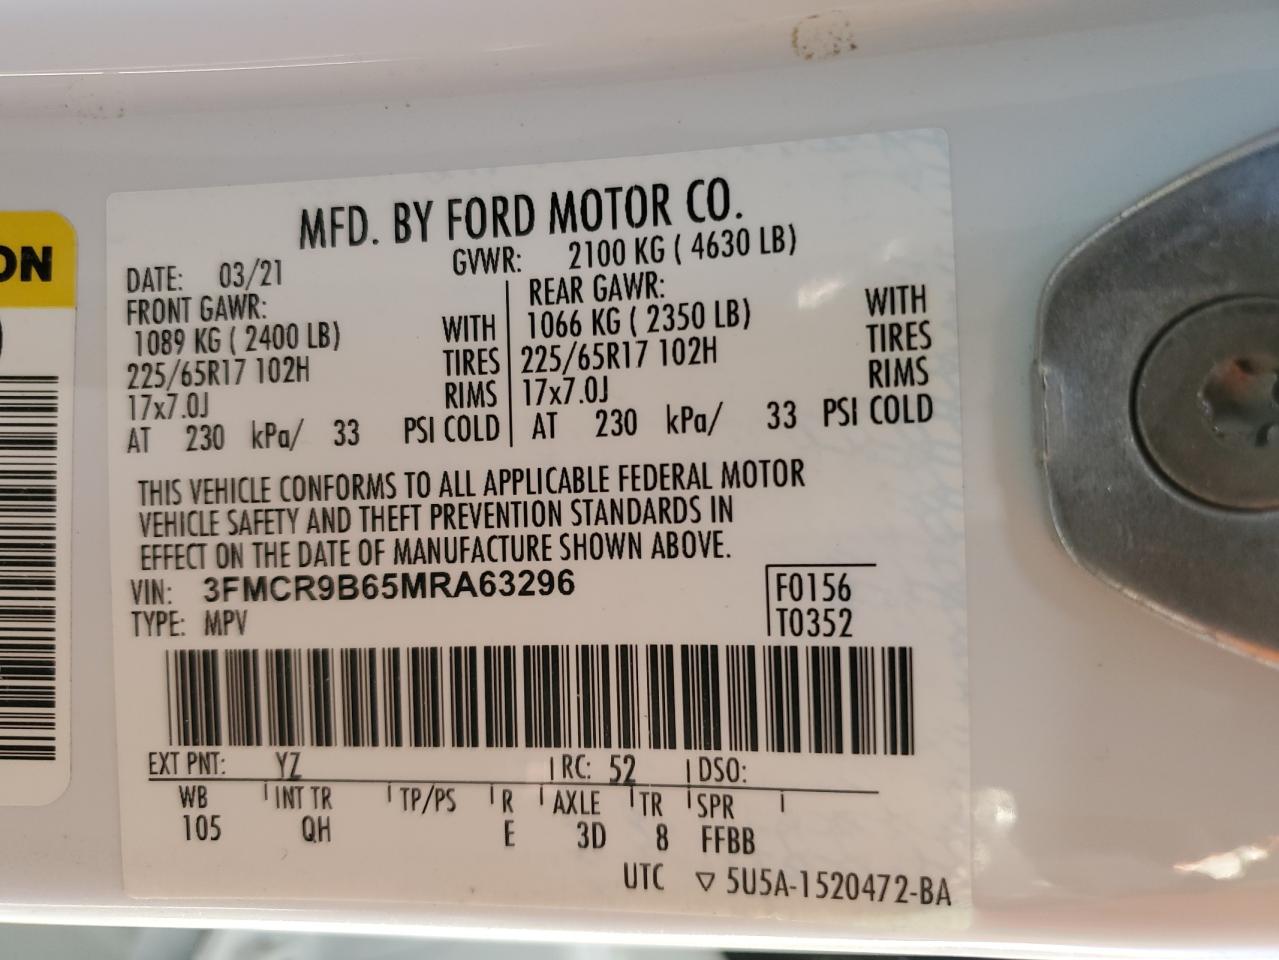 ON
MFD. BY FORD MOTOR CO.
DATE: 03/21 GVWR: 2100 KG ( 4630 LB)
FRONT GAWR: REAR GAWR:
1089 KG ( 2400 LB) WITH 1066 KG ( 2350 LB) WITH
225/65R17 102H TIRES 225/65R17 102H TIRES
17x7.0J RIMS 17x7.0J RIMS
AT 230 kPa/ 33 PSI COLD AT 230 kPa/ 33 PSI COLD
THIS VEHICLE CONFORMS TO ALL APPLICABLE FEDERAL MOTOR
VEHICLE SAFETY AND THEFT PREVENTION STANDARDS IN
EFFECT ON THE DATE OF MANUFACTURE SHOWN ABOVE.
VIN: 3FMCR9B65MRA63296 F0156
TYPE: MPV T0352
EXT PNT: YZ RC: 52 DSO:
WB INT TR TP/PS R AXLE TR SPR
105 QH E 3D 8 FFBB
UTC ▽ 5U5A-1520472-BA